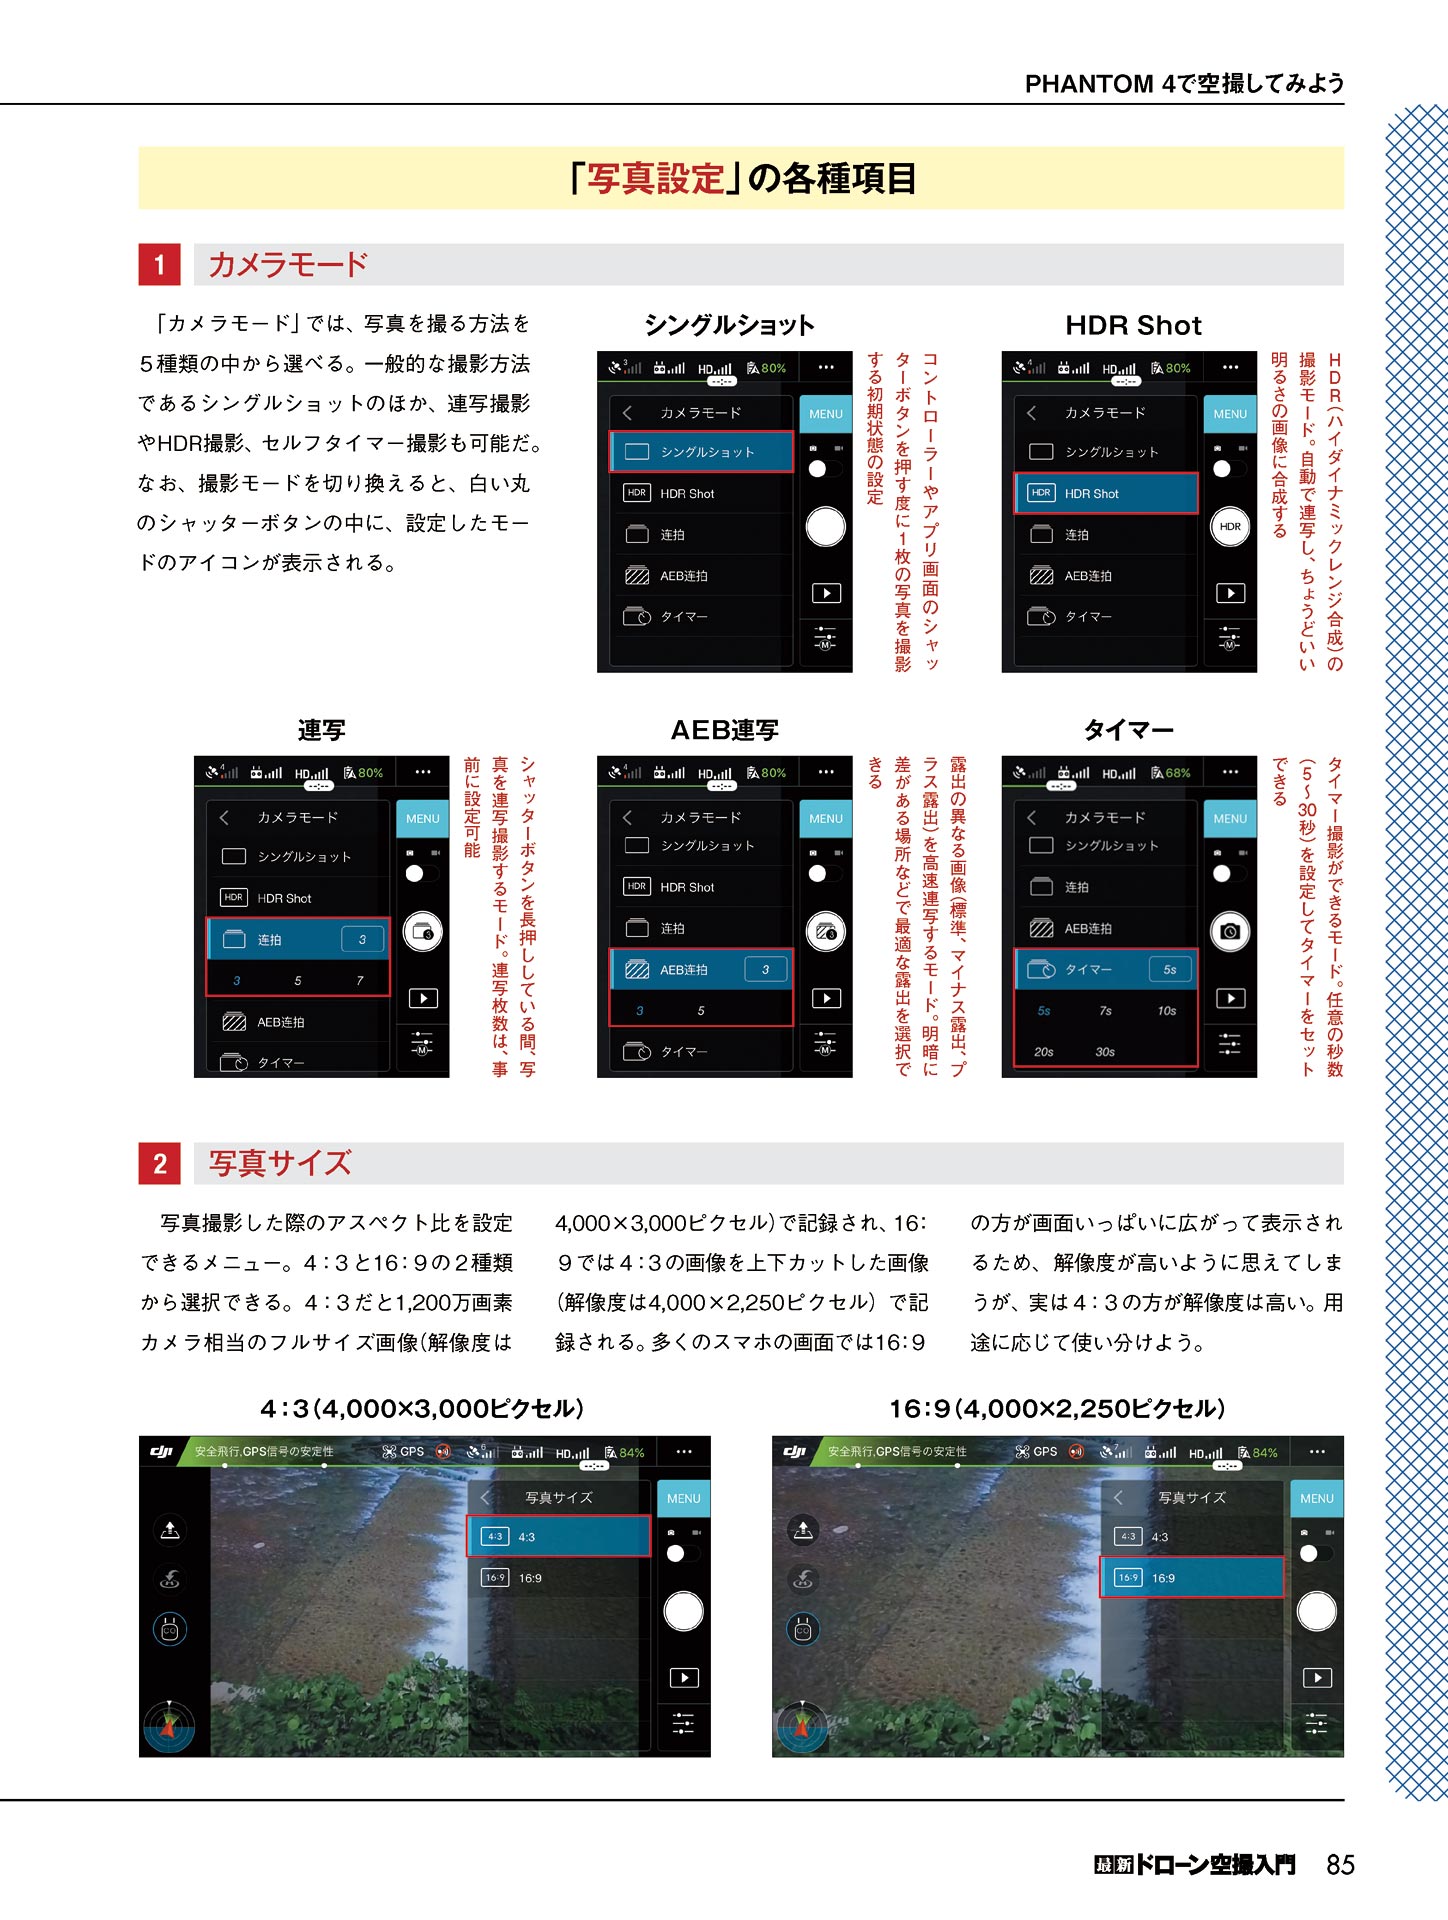 PHANTOM 4で空撮してみよう
「写真設定」の各種項目
1 カメラモード
「カメラモード」では、写真を撮る方法を
５種類の中から選べる。一般的な撮影方法
であるシングルショットのほか、連写撮影
やHDR撮影、セルフタイマー撮影も可能だ。
なお、撮影モードを切り換えると、白い丸
のシャッターボタンの中に、設定したモー
ドのアイコンが表示される。
シングルショット
3 HD 80% •••
カメラモード
MENU
シングルショット
HDR HDR Shot
连拍
AEB连拍
タイマー
M
コントローラーやアプリ画面のシャッ
ターボタンを押す度に１枚の写真を撮影
する初期状態の設定
HDR Shot
4 HD 80% •••
カメラモード
MENU
シングルショット
HDR HDR Shot
HDR
连拍
AEB连拍
タイマー
M
HDR（ハイダイナミックレンジ合成）の
撮影モード。自動で連写し、ちょうどいい
明るさの画像に合成する
連写
4 HD 80% •••
カメラモード
MENU
シングルショット
HDR HDR Shot
连拍 3
3
3 5 7
AEB连拍
タイマー
M
シャッターボタンを長押ししている間、写
真を連写撮影するモード。連写枚数は、事
前に設定可能
AEB連写
4 HD 80% •••
カメラモード
MENU
シングルショット
HDR HDR Shot
连拍
3
AEB连拍 3
3 5
タイマー
M
露出の異なる画像（標準、マイナス露出、プ
ラス露出）を高速連写するモード。明暗に
差がある場所などで最適な露出を選択で
きる
タイマー
4 HD 68% •••
カメラモード
MENU
シングルショット
连拍
AEB连拍
タイマー 5s
5s 7s 10s
20s 30s
タイマー撮影ができるモード。任意の秒数
（５〜30秒）を設定してタイマーをセット
できる
2 写真サイズ
写真撮影した際のアスペクト比を設定
できるメニュー。４：３と16：９の２種類
から選択できる。４：３だと1,200万画素
カメラ相当のフルサイズ画像（解像度は
4,000×3,000ピクセル）で記録され、16：
９では４：３の画像を上下カットした画像
（解像度は4,000×2,250ピクセル）で記
録される。多くのスマホの画面では16：９
の方が画面いっぱいに広がって表示され
るため、解像度が高いように思えてしま
うが、実は４：３の方が解像度は高い。用
途に応じて使い分けよう。
４：３（4,000×3,000ピクセル）
dji 安全飛行,GPS信号の安定性 GPS 6 HD 84% •••
写真サイズ
MENU
4:3 4:3
16:9 16:9
16：９（4,000×2,250ピクセル）
dji 安全飛行,GPS信号の安定性 GPS 7 HD 84% •••
写真サイズ
MENU
4:3 4:3
16:9 16:9
最新ドローン空撮入門 85